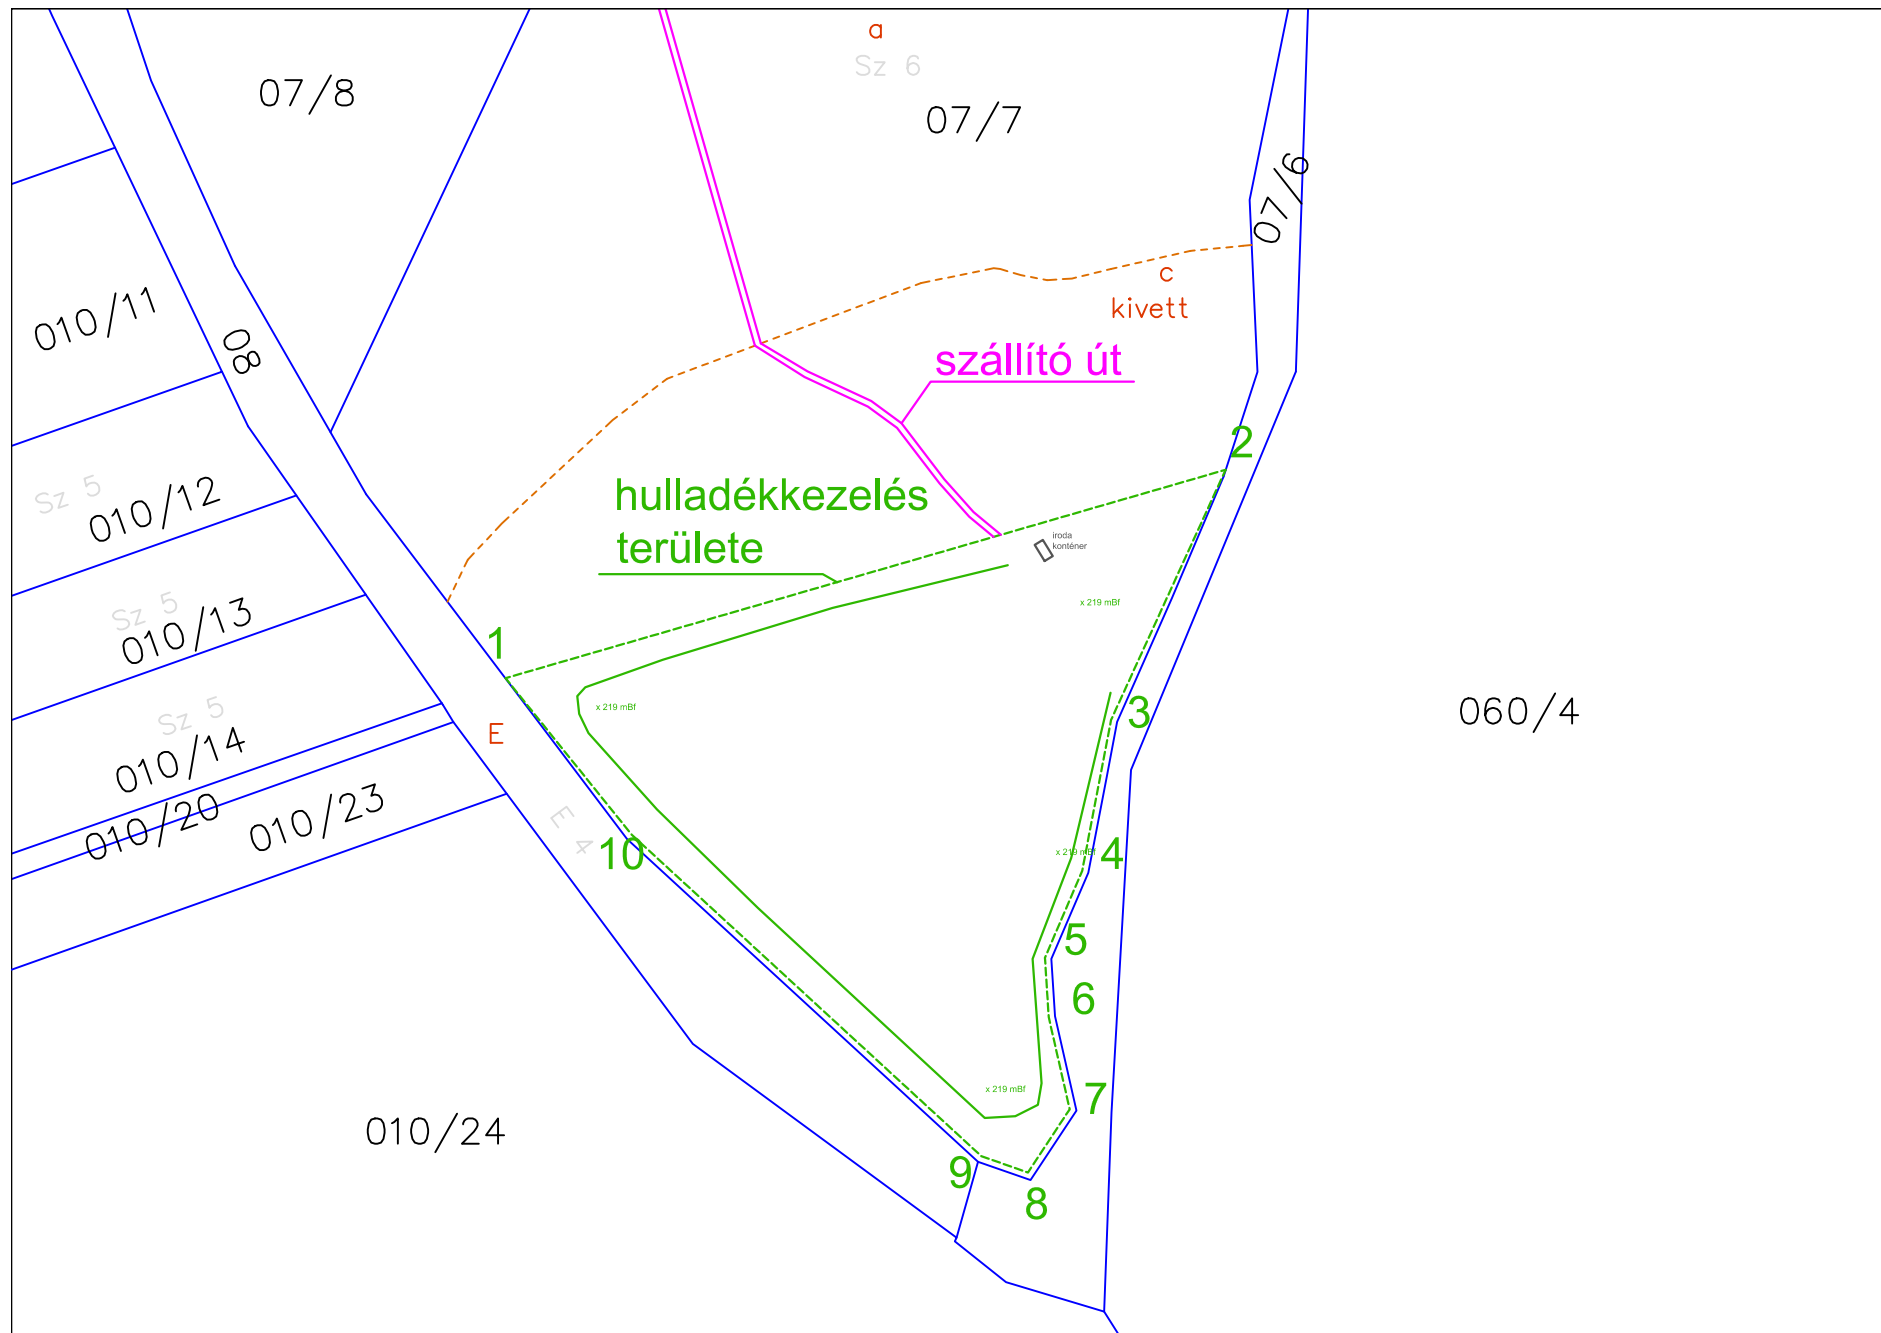 a
Sz 6
07/8
07/7
07/6
c
kivett
010/11
08
szállító út
2
Sz 5
010/12
hulladékkezelés
területe
iroda
konténer
x 219 mBf
Sz 5
010/13
1
x 219 mBf
3
060/4
Sz 5
E
010/14
010/20
010/23
E 4
10
x 219 mBf
4
5
6
x 219 mBf
7
010/24
9
8